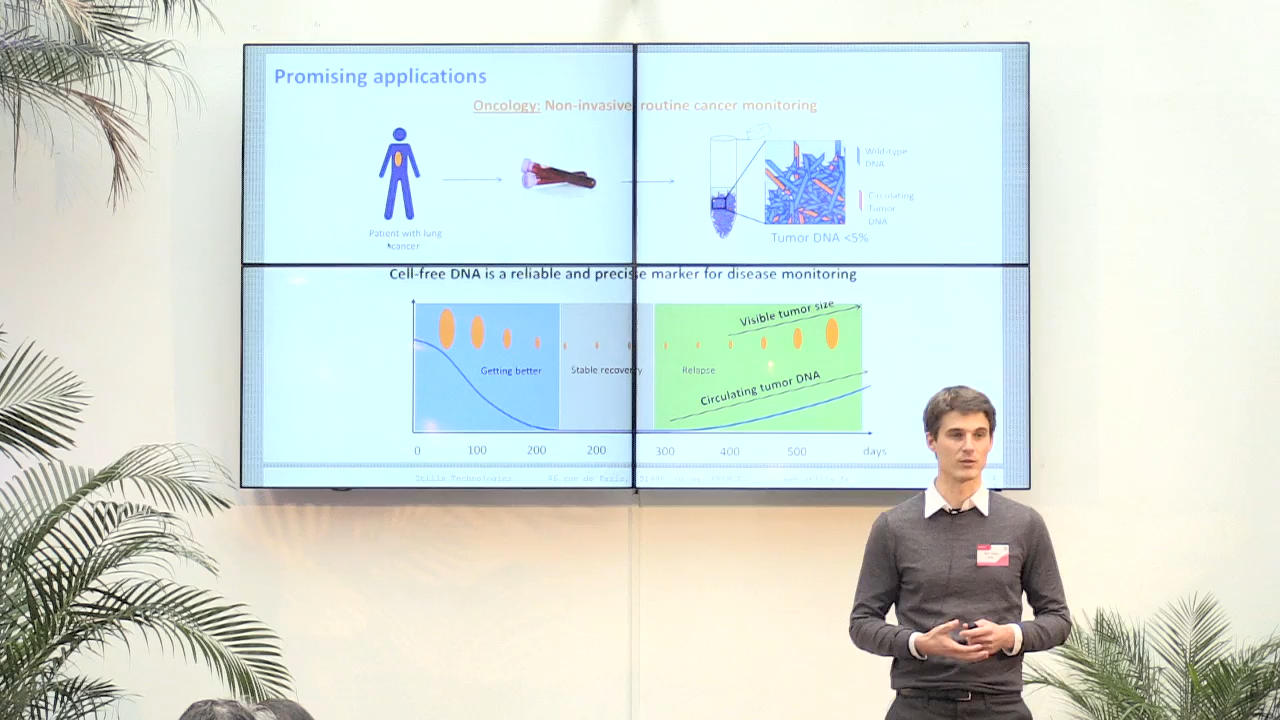 Promising applications
Oncology: Non-invasive routine cancer monitoring
Patient with lung
cancer
Wild-type
DNA
Circulating
Tumor
DNA
Tumor DNA <5%
Cell-free DNA is a reliable and precise marker for disease monitoring
Visible tumor size
Getting better
Stable recovery
Relapse
Circulating tumor DNA
0 100 200 200 300 400 500 days
Stilla Technologies